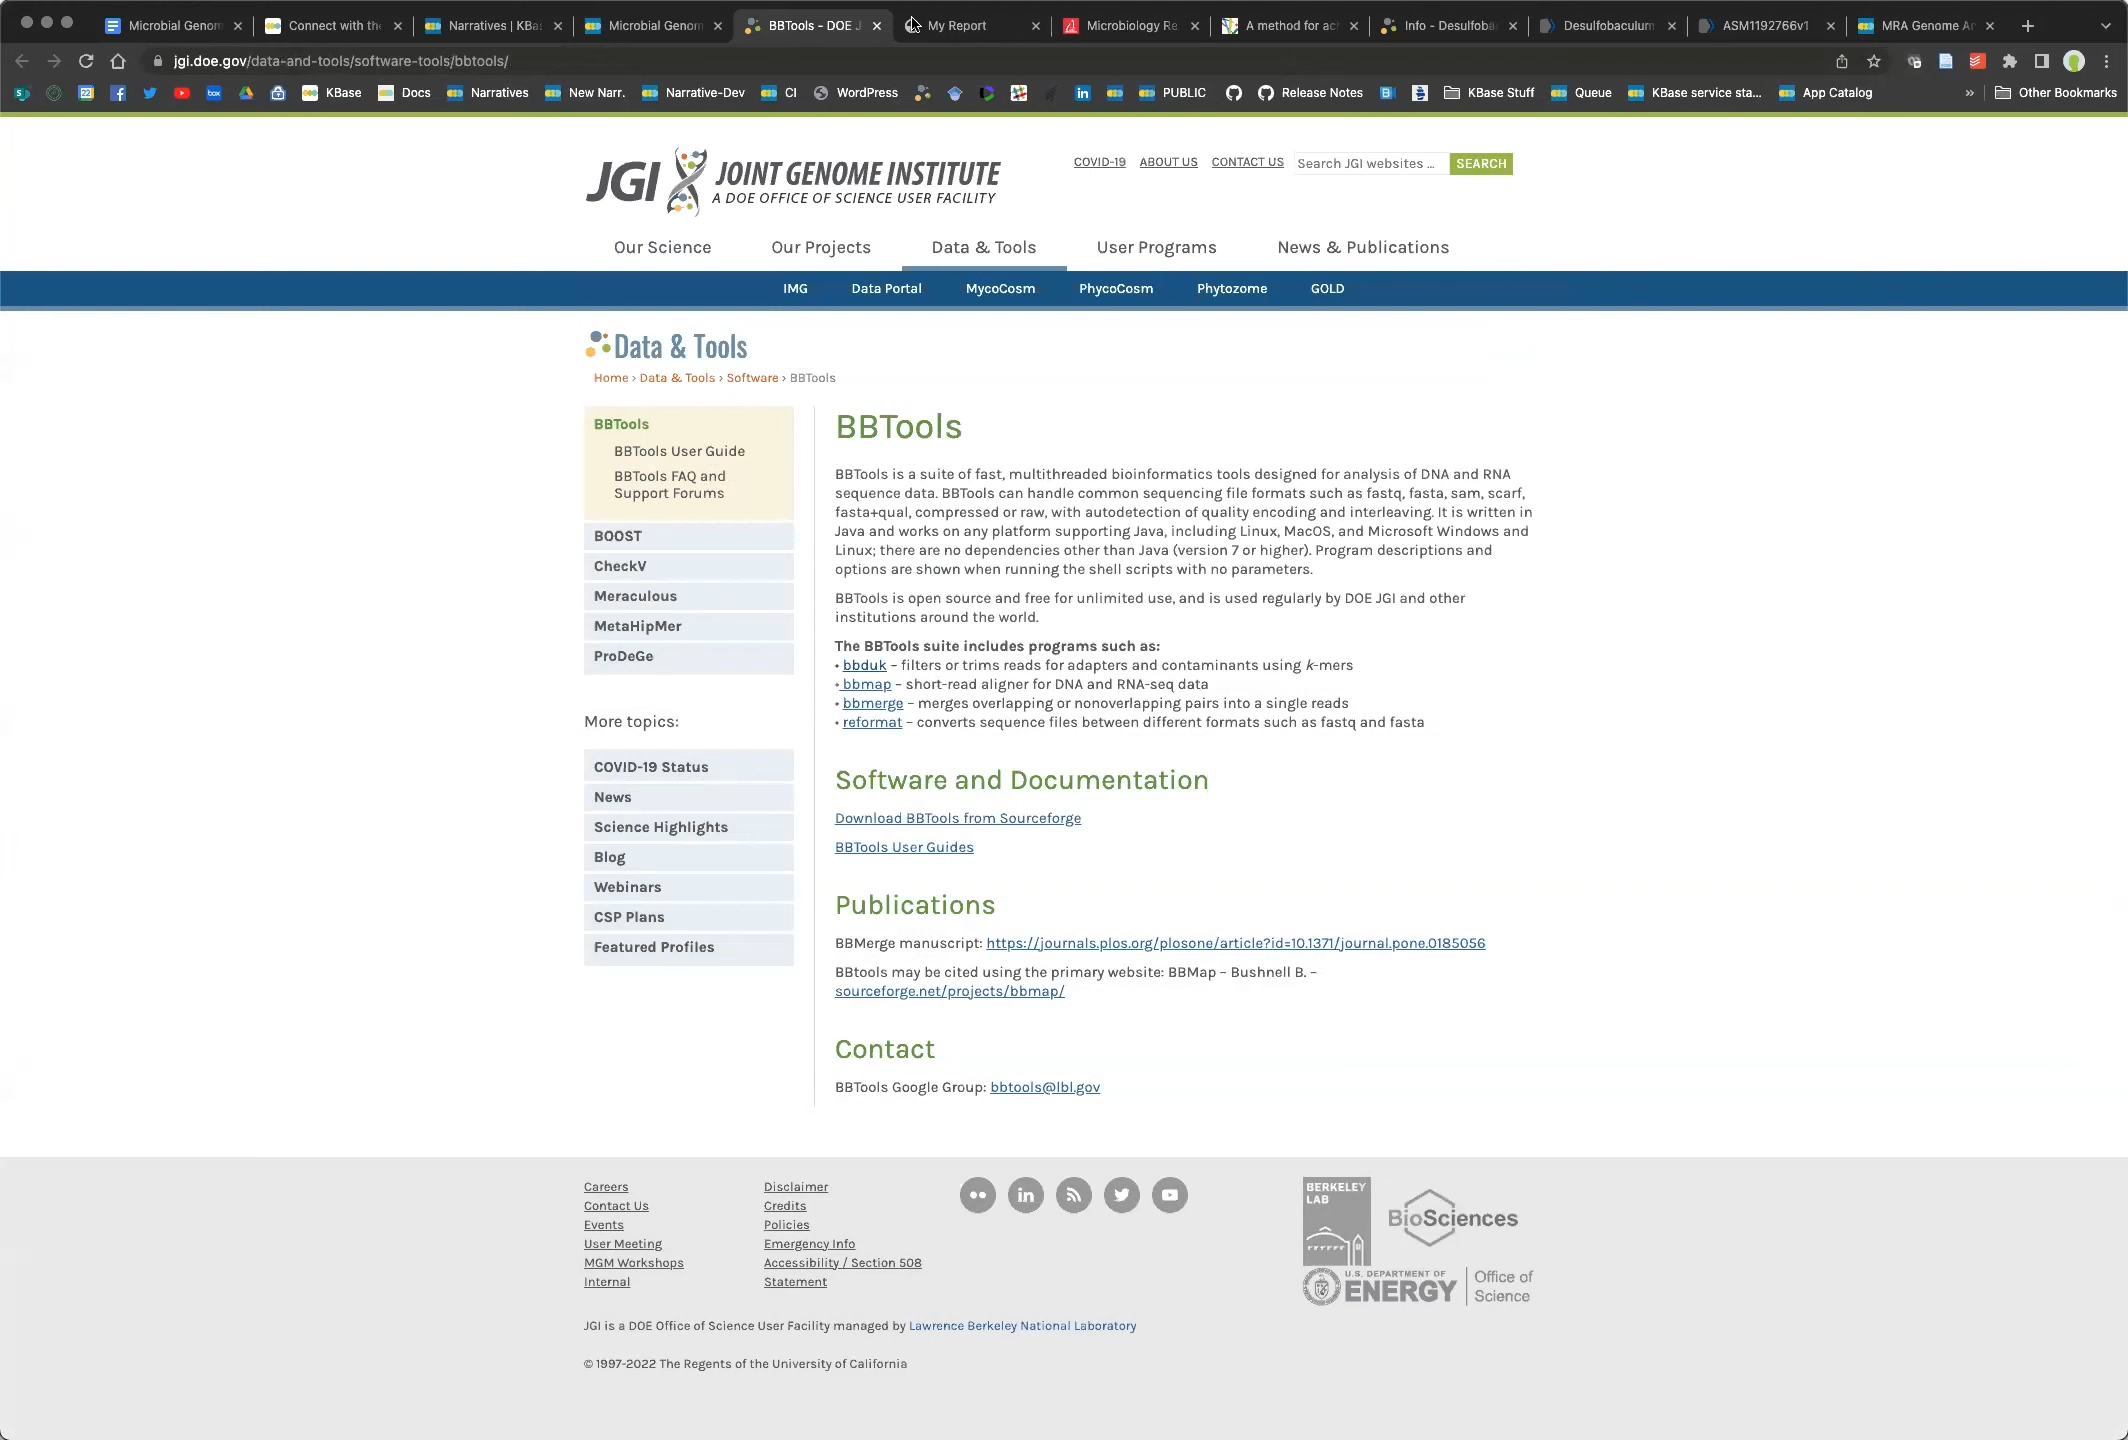 Microbial Genom
Connect with the
Narratives | KBas
Microbial Genom
BBTools - DOE J
My Report
Microbiology Re
A method for ach
Info - Desulfoba
Desulfobaculum
ASM1192766v1
MRA Genome An
jgi.doe.gov/data-and-tools/software-tools/bbtools/
KBase
Docs
Narratives
New Narr.
Narrative-Dev
CI
WordPress
PUBLIC
Release Notes
KBase Stuff
Queue
KBase service sta...
App Catalog
»
Other Bookmarks
JGI JOINT GENOME INSTITUTE
A DOE OFFICE OF SCIENCE USER FACILITY
COVID-19 ABOUT US CONTACT US Search JGI websites ... SEARCH
Our Science Our Projects Data & Tools User Programs News & Publications
IMG Data Portal MycoCosm PhycoCosm Phytozome GOLD
Data & Tools
Home › Data & Tools › Software › BBTools
BBTools
BBTools User Guide
BBTools FAQ and
Support Forums
BOOST
CheckV
Meraculous
MetaHipMer
ProDeGe
More topics:
COVID-19 Status
News
Science Highlights
Blog
Webinars
CSP Plans
Featured Profiles
BBTools
BBTools is a suite of fast, multithreaded bioinformatics tools designed for analysis of DNA and RNA
sequence data. BBTools can handle common sequencing file formats such as fastq, fasta, sam, scarf,
fasta+qual, compressed or raw, with autodetection of quality encoding and interleaving. It is written in
Java and works on any platform supporting Java, including Linux, MacOS, and Microsoft Windows and
Linux; there are no dependencies other than Java (version 7 or higher). Program descriptions and
options are shown when running the shell scripts with no parameters.
BBTools is open source and free for unlimited use, and is used regularly by DOE JGI and other
institutions around the world.
The BBTools suite includes programs such as:
• bbduk – filters or trims reads for adapters and contaminants using k-mers
• bbmap – short-read aligner for DNA and RNA-seq data
• bbmerge – merges overlapping or nonoverlapping pairs into a single reads
• reformat – converts sequence files between different formats such as fastq and fasta
Software and Documentation
Download BBTools from Sourceforge
BBTools User Guides
Publications
BBMerge manuscript: https://journals.plos.org/plosone/article?id=10.1371/journal.pone.0185056
BBtools may be cited using the primary website: BBMap – Bushnell B. –
sourceforge.net/projects/bbmap/
Contact
BBTools Google Group: bbtools@lbl.gov
Careers
Contact Us
Events
User Meeting
MGM Workshops
Internal
Disclaimer
Credits
Policies
Emergency Info
Accessibility / Section 508
Statement
BERKELEY
LAB
BioSciences
U.S. DEPARTMENT OF
ENERGY
Office of
Science
JGI is a DOE Office of Science User Facility managed by Lawrence Berkeley National Laboratory
© 1997-2022 The Regents of the University of California